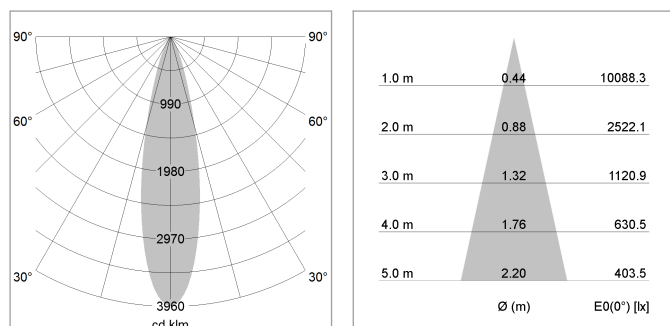 90° 90°
990
60° 60°
1980
2970
30° 30°
3960
cd klm
1.0 m 0.44 10088.3
2.0 m 0.88 2522.1
3.0 m 1.32 1120.9
4.0 m 1.76 630.5
5.0 m 2.20 403.5
Ø (m) E0(0°) [lx]